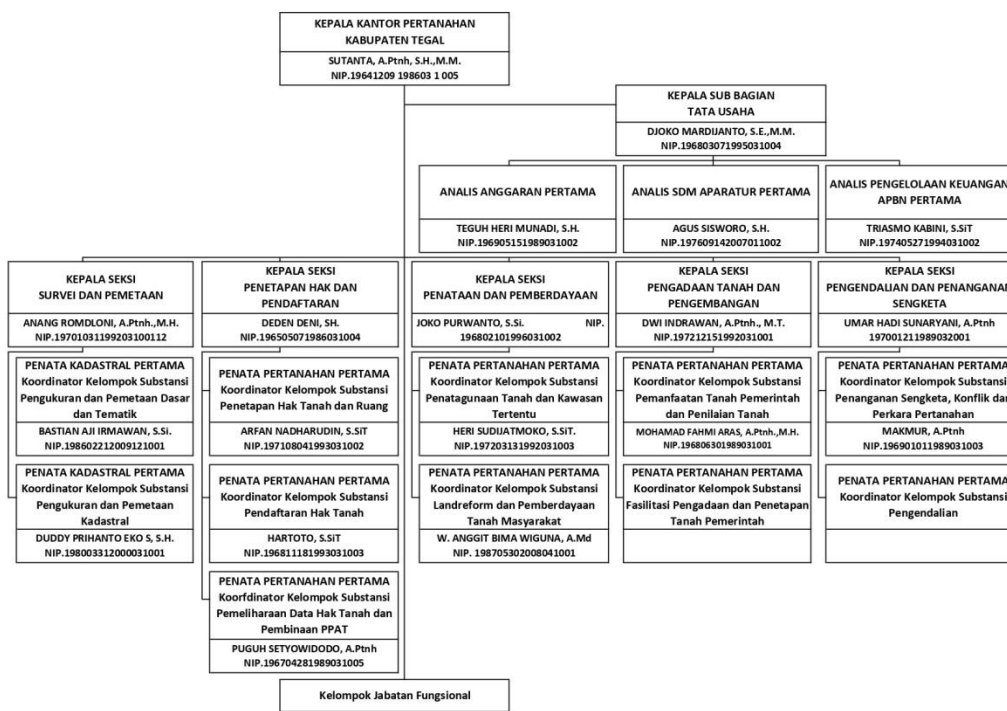 KEPALA KANTOR PERTANAHAN
KABUPATEN TEGAL
SUTANTA, A.Ptnh, S.H.,M.M.
NIP.19641209 198603 1 005
KEPALA SUB BAGIAN
TATA USAHA
DJOKO MARDIJANTO, S.E.,M.M.
NIP.196803071995031004
ANALIS ANGGARAN PERTAMA
TEGUH HERI MUNADI, S.H.
NIP.196905151989031002
ANALIS SDM APARATUR PERTAMA
AGUS SISWORO, S.H.
NIP.197609142007011002
ANALIS PENGELOLAAN KEUANGAN
APBN PERTAMA
TRIASMO KABINI, S.SiT
NIP.197405271994031002
KEPALA SEKSI
SURVEI DAN PEMETAAN
ANANG ROMDLONI, A.Ptnh.,M.H.
NIP.19701031199203100112
PENATA KADASTRAL PERTAMA
Koordinator Kelompok Substansi
Pengukuran dan Pemetaan Dasar
dan Tematik
BASTIAN AJI IRMAWAN, S.Si.
NIP.198602212009121001
PENATA KADASTRAL PERTAMA
Koordinator Kelompok Substansi
Pengukuran dan Pemetaan
Kadastral
DUDDY PRIHANTO EKO S, S.H.
NIP.198003312000031001
KEPALA SEKSI
PENETAPAN HAK DAN
PENDAFTARAN
DEDEN DENI, SH.
NIP.196505071986031004
PENATA PERTANAHAN PERTAMA
Koordinator Kelompok Substansi
Penetapan Hak Tanah dan Ruang
ARFAN NADHARUDIN, S.SiT
NIP.197108041993031002
PENATA PERTANAHAN PERTAMA
Koordinator Kelompok Substansi
Pendaftaran Hak Tanah
HARTOTO, S.SiT
NIP.196811181993031003
PENATA PERTANAHAN PERTAMA
Koorfdinator Kelompok Substansi
Pemeliharaan Data Hak Tanah dan
Pembinaan PPAT
PUGUH SETYOWIDODO, A.Ptnh
NIP.196704281989031005
KEPALA SEKSI
PENATAAN DAN PEMBERDAYAAN
JOKO PURWANTO, S.Si. NIP.
196802101996031002
PENATA PERTANAHAN PERTAMA
Koordinator Kelompok Substansi
Penatagunaan Tanah dan Kawasan
Tertentu
HERI SUDIJATMOKO, S.SiT.
NIP.197203131992031003
PENATA PERTANAHAN PERTAMA
Koordinator Kelompok Substansi
Landreform dan Pemberdayaan
Tanah Masyarakat
W. ANGGIT BIMA WIGUNA, A.Md
NIP. 198705302008041001
KEPALA SEKSI
PENGADAAN TANAH DAN
PENGEMBANGAN
DWI INDRAWAN, A.Ptnh., M.T.
NIP.197212151992031001
PENATA PERTANAHAN PERTAMA
Koordinator Kelompok Substansi
Pemanfaatan Tanah Pemerintah
dan Penilaian Tanah
MOHAMAD FAHMI ARAS, A.Ptnh.,M.H.
NIP.196806301989031001
PENATA PERTANAHAN PERTAMA
Koordinator Kelompok Substansi
Fasilitasi Pengadaan dan Penetapan
Tanah Pemerintah
KEPALA SEKSI
PENGENDALIAN DAN PENANGANAN
SENGKETA
UMAR HADI SUNARYANI, A.Ptnh
197001211989032001
PENATA PERTANAHAN PERTAMA
Koordinator Kelompok Substansi
Penanganan Sengketa, Konflik dan
Perkara Pertanahan
MAKMUR, A.Ptnh
NIP.196901011989031003
PENATA PERTANAHAN PERTAMA
Koordinator Kelompok Substansi
Pengendalian
Kelompok Jabatan Fungsional